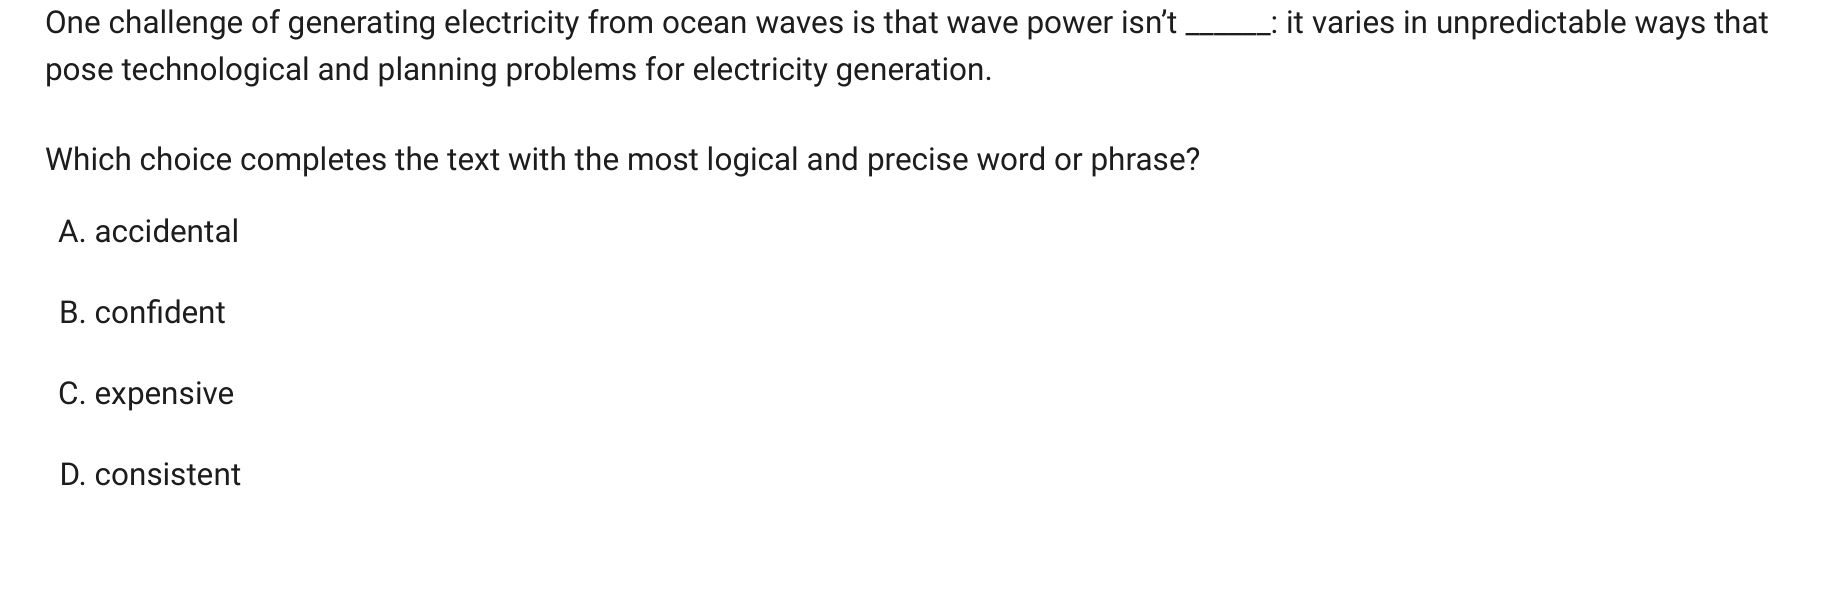 One challenge of generating electricity from ocean waves is that wave power isn’t ______: it varies in unpredictable ways that
pose technological and planning problems for electricity generation.
Which choice completes the text with the most logical and precise word or phrase?
A. accidental
B. confident
C. expensive
D. consistent